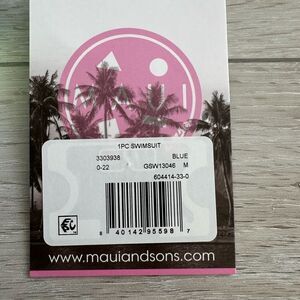 1PC SWIMSUIT
3303938 BLUE
0-22 GSW13046 M
604414-33-0
8 40142 95598 7
www.mauiandsons.com